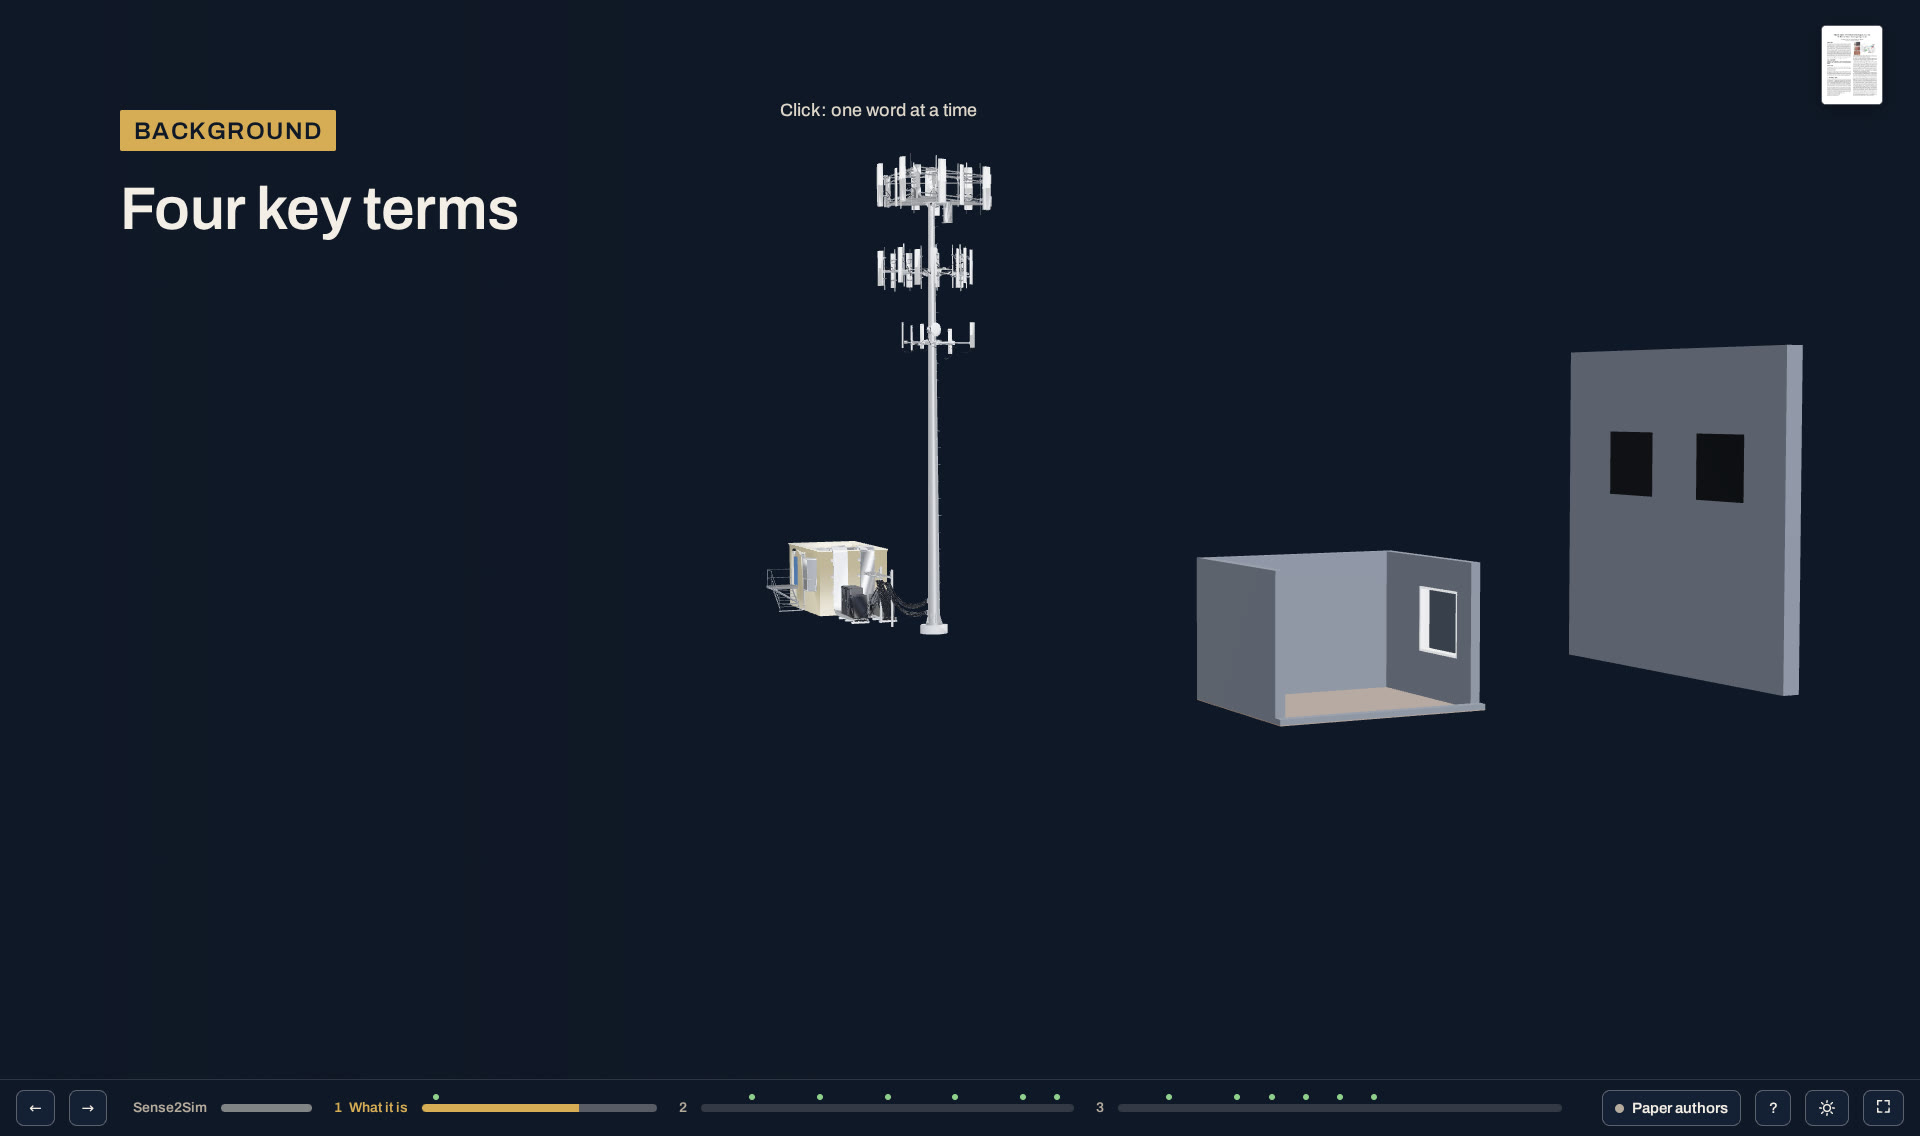 Click: one word at a time
BACKGROUND
Four key terms
← → Sense2Sim 1 What it is 2 3 Paper authors ?